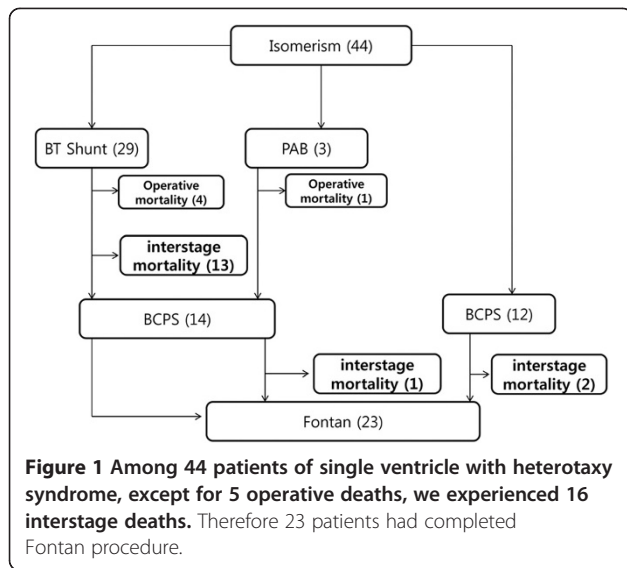 Isomerism (44)
BT Shunt (29)
PAB (3)
Operative
mortality (4)
Operative
mortality (1)
interstage
mortality (13)
BCPS (14)
BCPS (12)
interstage
mortality (1)
interstage
mortality (2)
Fontan (23)
Figure 1 Among 44 patients of single ventricle with heterotaxy
syndrome, except for 5 operative deaths, we experienced 16
interstage deaths. Therefore 23 patients had completed
Fontan procedure.